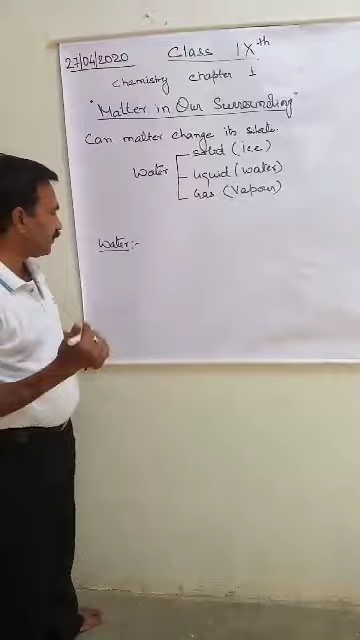 27/04/2020 Class IXth
Chemistry chapter 1
"Matter in Our Surrounding"
Can matter change its state.
Solid (ice)
Water Liquid (water)
Gas (Vapour)
Water:-